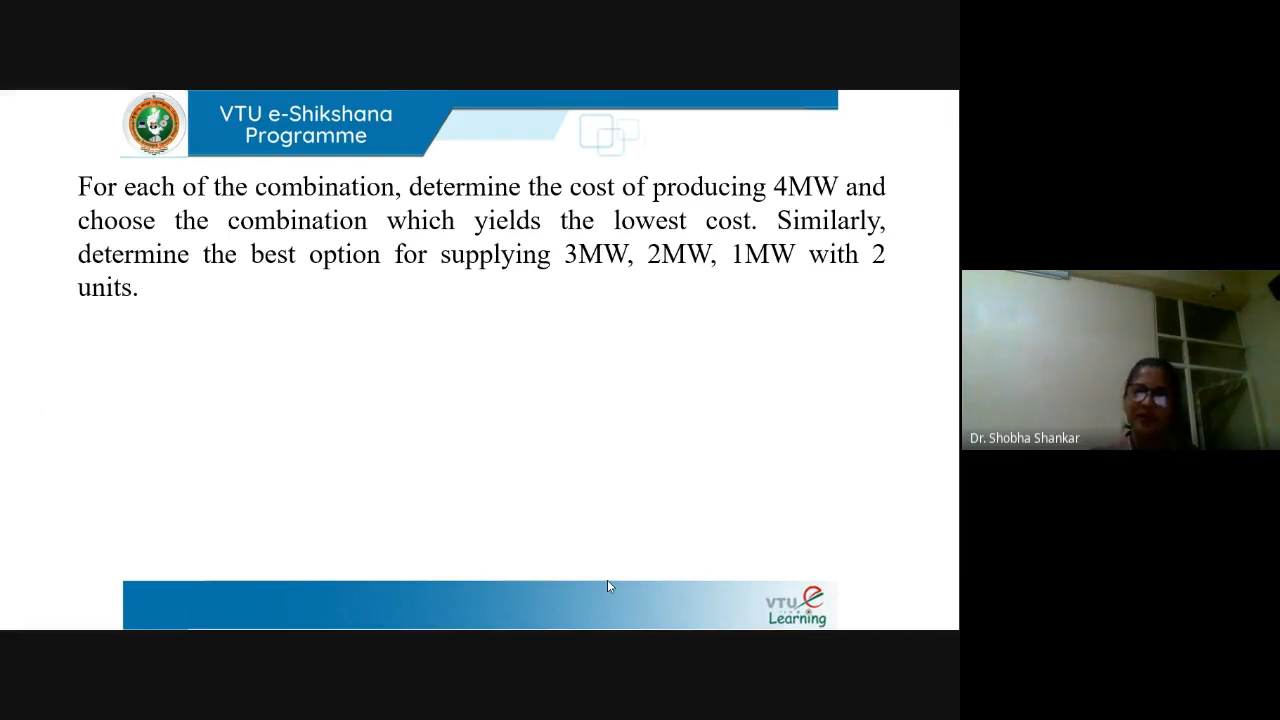 VTU e-Shikshana
Programme
For each of the combination, determine the cost of producing 4MW and
choose the combination which yields the lowest cost. Similarly,
determine the best option for supplying 3MW, 2MW, 1MW with 2
units.
Dr. Shobha Shankar
VTU e
Learning